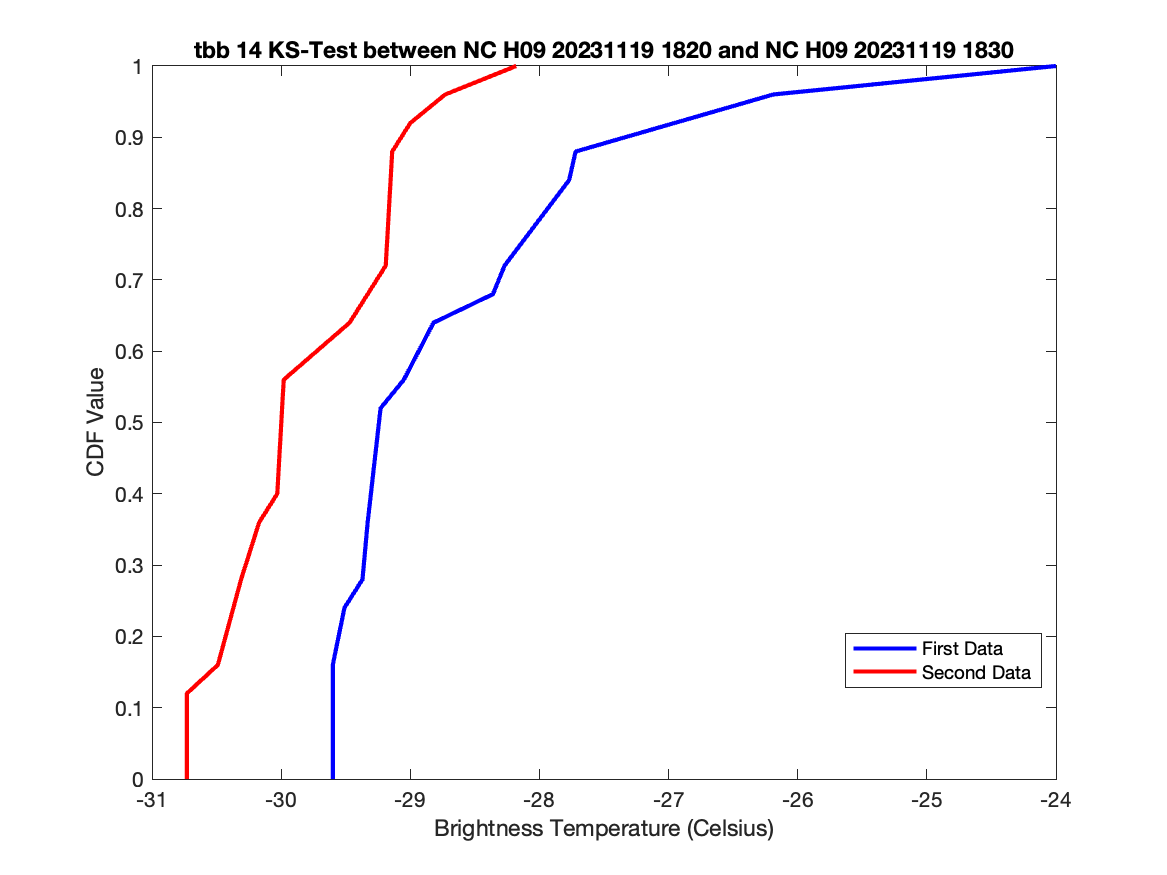 tbb 14 KS-Test between NC H09 20231119 1820 and NC H09 20231119 1830
1
0.9
0.8
0.7
0.6
0.5
0.4
0.3
0.2
0.1
0
CDF Value
First Data
Second Data
-31 -30 -29 -28 -27 -26 -25 -24
Brightness Temperature (Celsius)